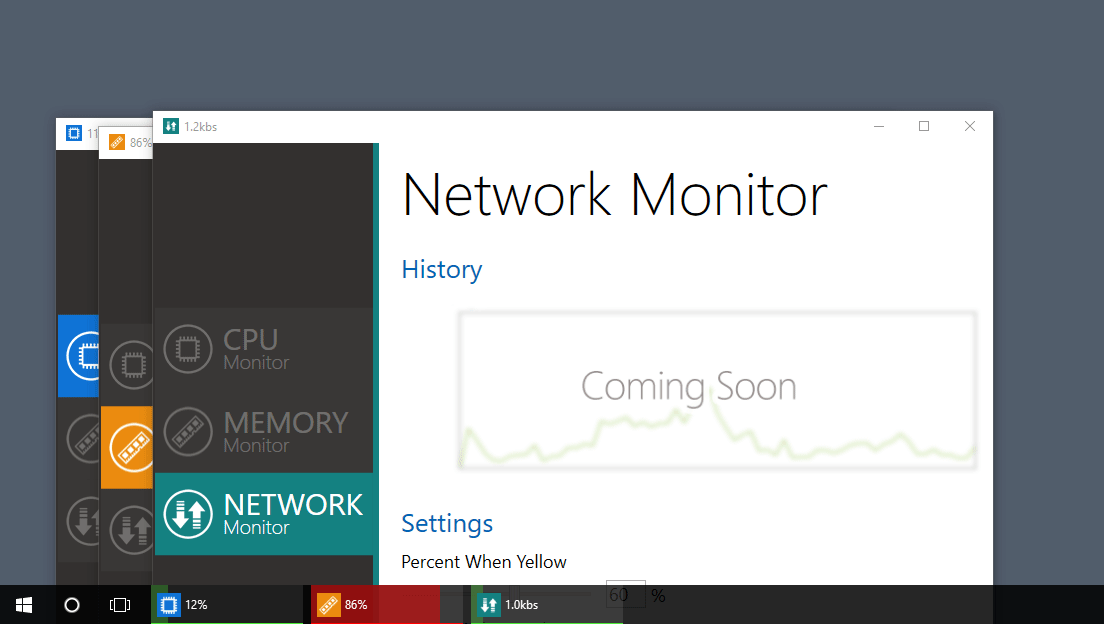 11
86%
1.2kbs
Network Monitor
History
Coming Soon
CPU
Monitor
MEMORY
Monitor
NETWORK
Monitor
Settings
Percent When Yellow
60 %
12%
86%
1.0kbs